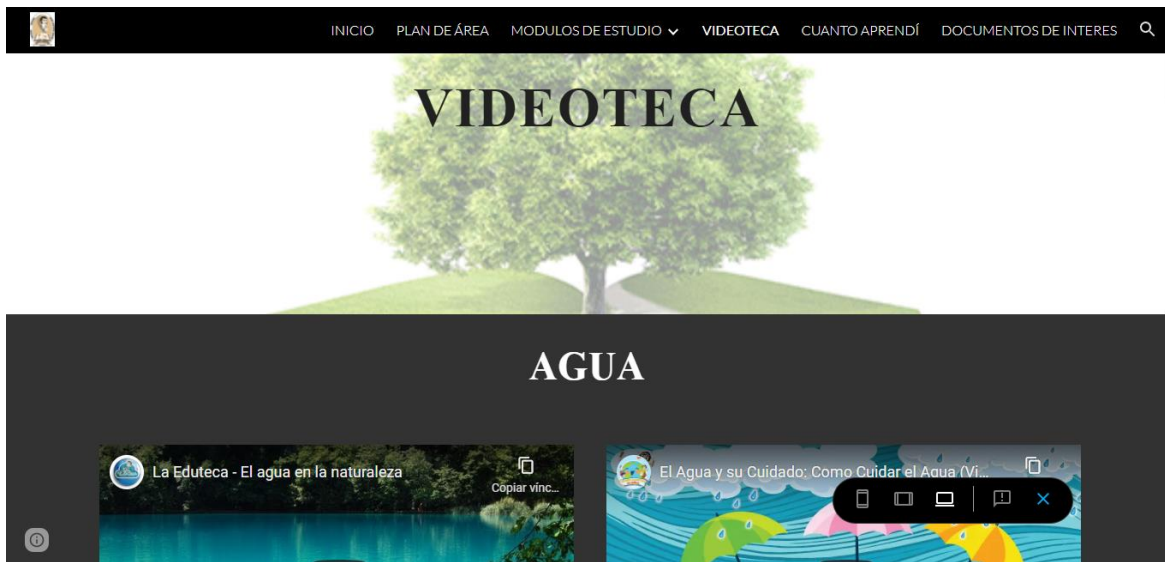 INICIO PLAN DE ÁREA MODULOS DE ESTUDIO VIDEOTECA CUANTO APRENDÍ DOCUMENTOS DE INTERES
VIDEOTECA
AGUA
La Eduteca - El agua en la naturaleza
Copiar vínc...
El Agua y su Cuidado: Como Cuidar el Agua (Vi...